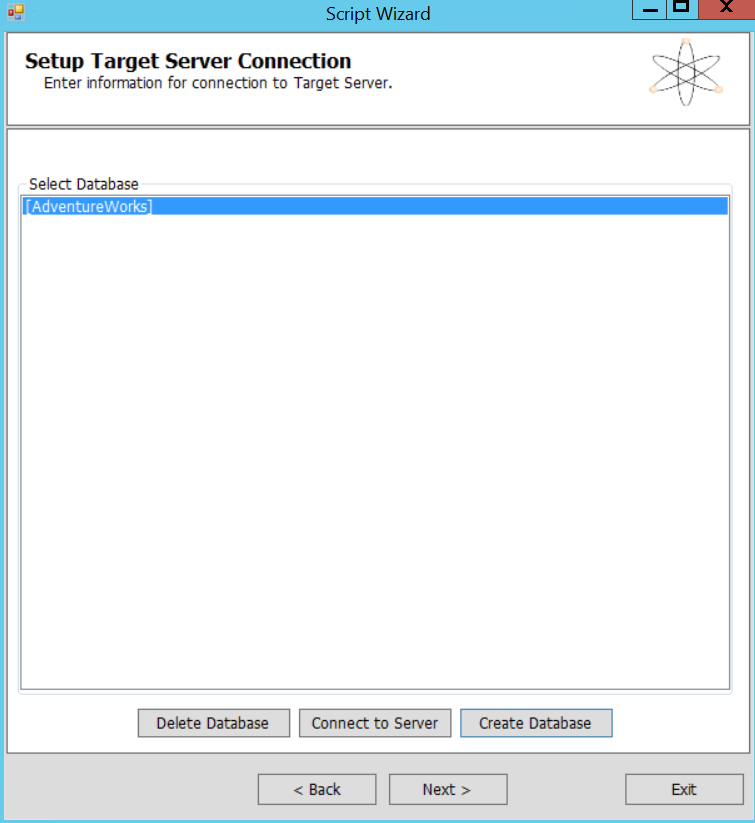 Script Wizard
Setup Target Server Connection
Enter information for connection to Target Server.
Select Database
[AdventureWorks]
Delete Database
Connect to Server
Create Database
< Back
Next >
Exit